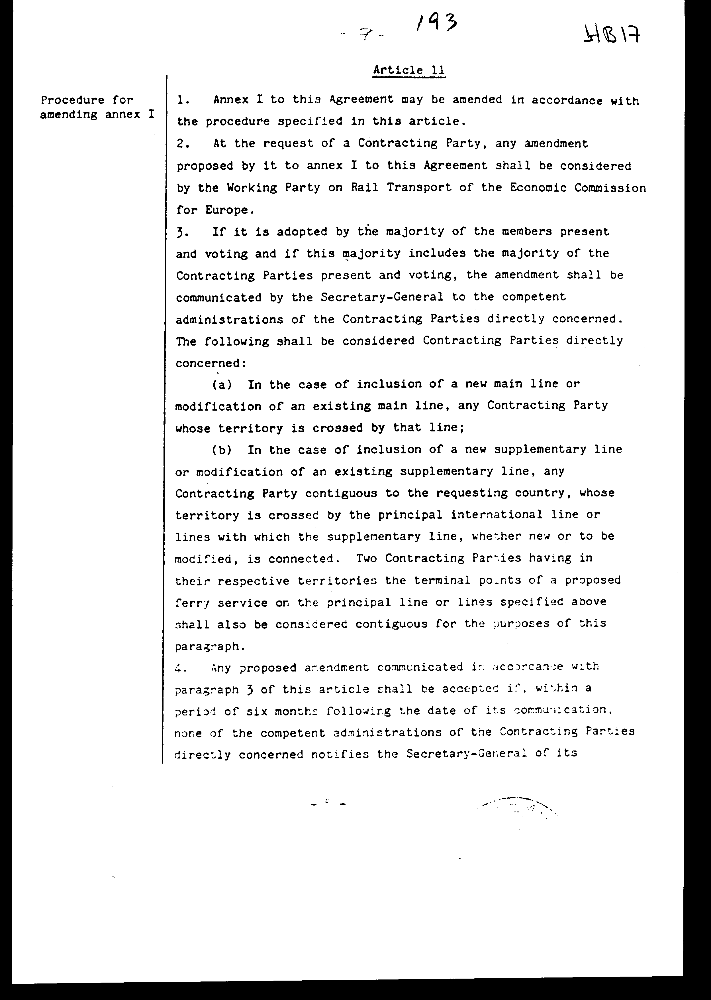 193
- 7 -
HB17
Article 11
Procedure for
amending annex I
1. Annex I to this Agreement may be amended in accordance with
the procedure specified in this article.
2. At the request of a Contracting Party, any amendment
proposed by it to annex I to this Agreement shall be considered
by the Working Party on Rail Transport of the Economic Commission
for Europe.
3. If it is adopted by the majority of the members present
and voting and if this majority includes the majority of the
Contracting Parties present and voting, the amendment shall be
communicated by the Secretary-General to the competent
administrations of the Contracting Parties directly concerned.
The following shall be considered Contracting Parties directly
concerned:
(a) In the case of inclusion of a new main line or
modification of an existing main line, any Contracting Party
whose territory is crossed by that line;
(b) In the case of inclusion of a new supplementary line
or modification of an existing supplementary line, any
Contracting Party contiguous to the requesting country, whose
territory is crossed by the principal international line or
lines with which the supplementary line, whether new or to be
modified, is connected. Two Contracting Parties having in
their respective territories the terminal points of a proposed
ferry service on the principal line or lines specified above
shall also be considered contiguous for the purposes of this
paragraph.
4. Any proposed amendment communicated in accordance with
paragraph 3 of this article shall be accepted if, within a
period of six months following the date of its communication,
none of the competent administrations of the Contracting Parties
directly concerned notifies the Secretary-General of its